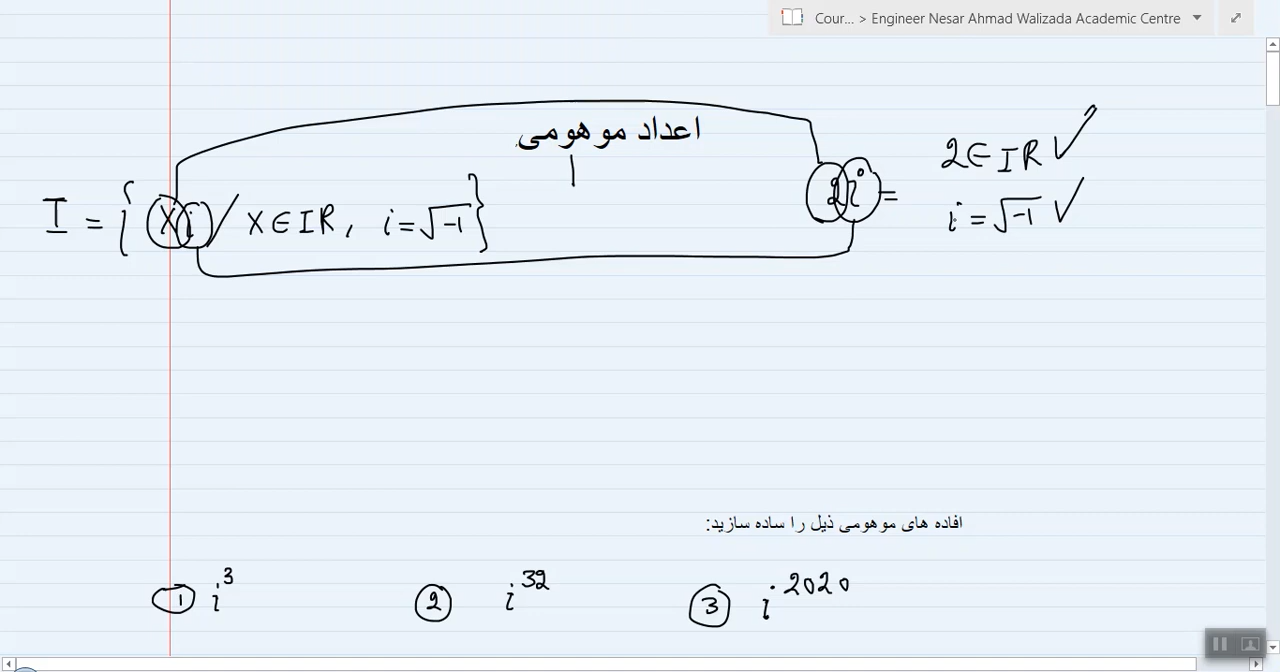 Cour... > Engineer Nesar Ahmad Walizada Academic Centre
اعداد موهومی
I = { xi / x ∈ IR, i = √-1 }
2i =
2 ∈ IR ✓
i = √-1 ✓
افاده های موهومی ذیل را ساده سازید:
① i³ ② i³² ③ i²⁰²⁰